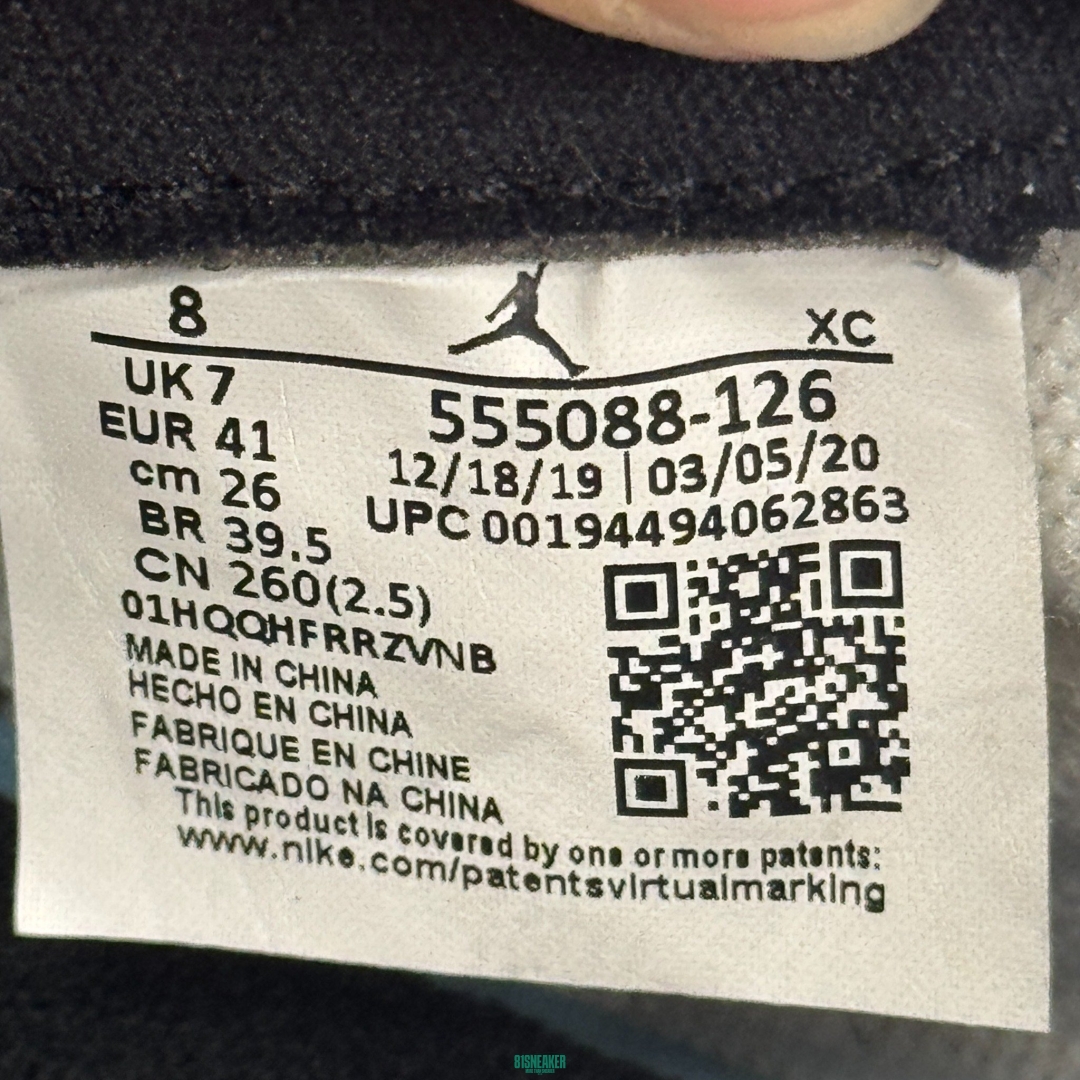 8
XC
UK 7
EUR 41
cm 26
BR 39.5
CN 260(2.5)
01HQQHFRRZVNB
555088-126
12/18/19 | 03/05/20
UPC 00194494062863
MADE IN CHINA
HECHO EN CHINA
FABRIQUE EN CHINE
FABRICADO NA CHINA
This product is covered by one or more patents:
www.nike.com/patentsvirtualmarking
81SNEAKER